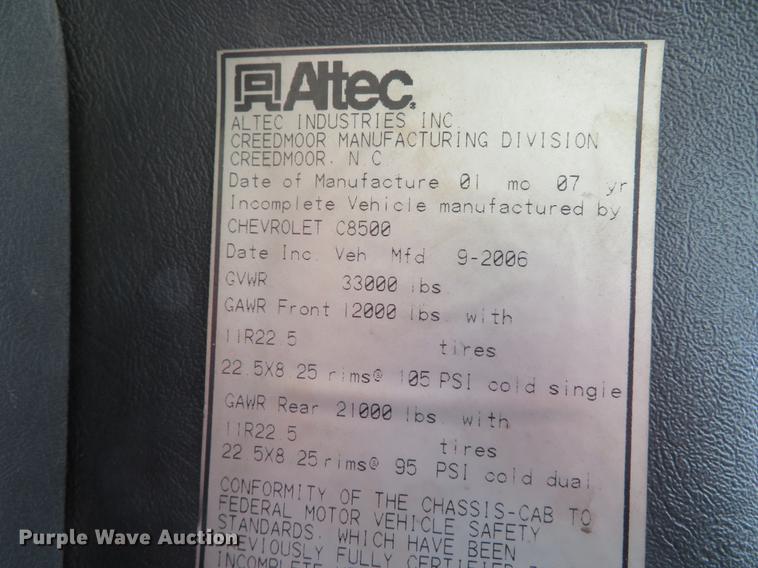 Altec
ALTEC INDUSTRIES INC.
CREEDMOOR MANUFACTURING DIVISION
CREEDMOOR, N.C.
Date of Manufacture 01 mo 07 yr
Incomplete Vehicle manufactured by
CHEVROLET C8500
Date Inc. Veh Mfd 9-2006
GVWR 33000 lbs.
GAWR Front 12000 lbs. with
11R22.5 tires
22.5X8.25 rims@ 105 PSI cold single
GAWR Rear 21000 lbs. with
11R22.5 tires
22.5X8.25 rims@ 95 PSI cold dual
CONFORMITY OF THE CHASSIS-CAB TO
FEDERAL MOTOR VEHICLE SAFETY
STANDARDS, WHICH HAVE BEEN
PREVIOUSLY FULLY CERTIFIED
INCOMPLETE
Purple Wave Auction